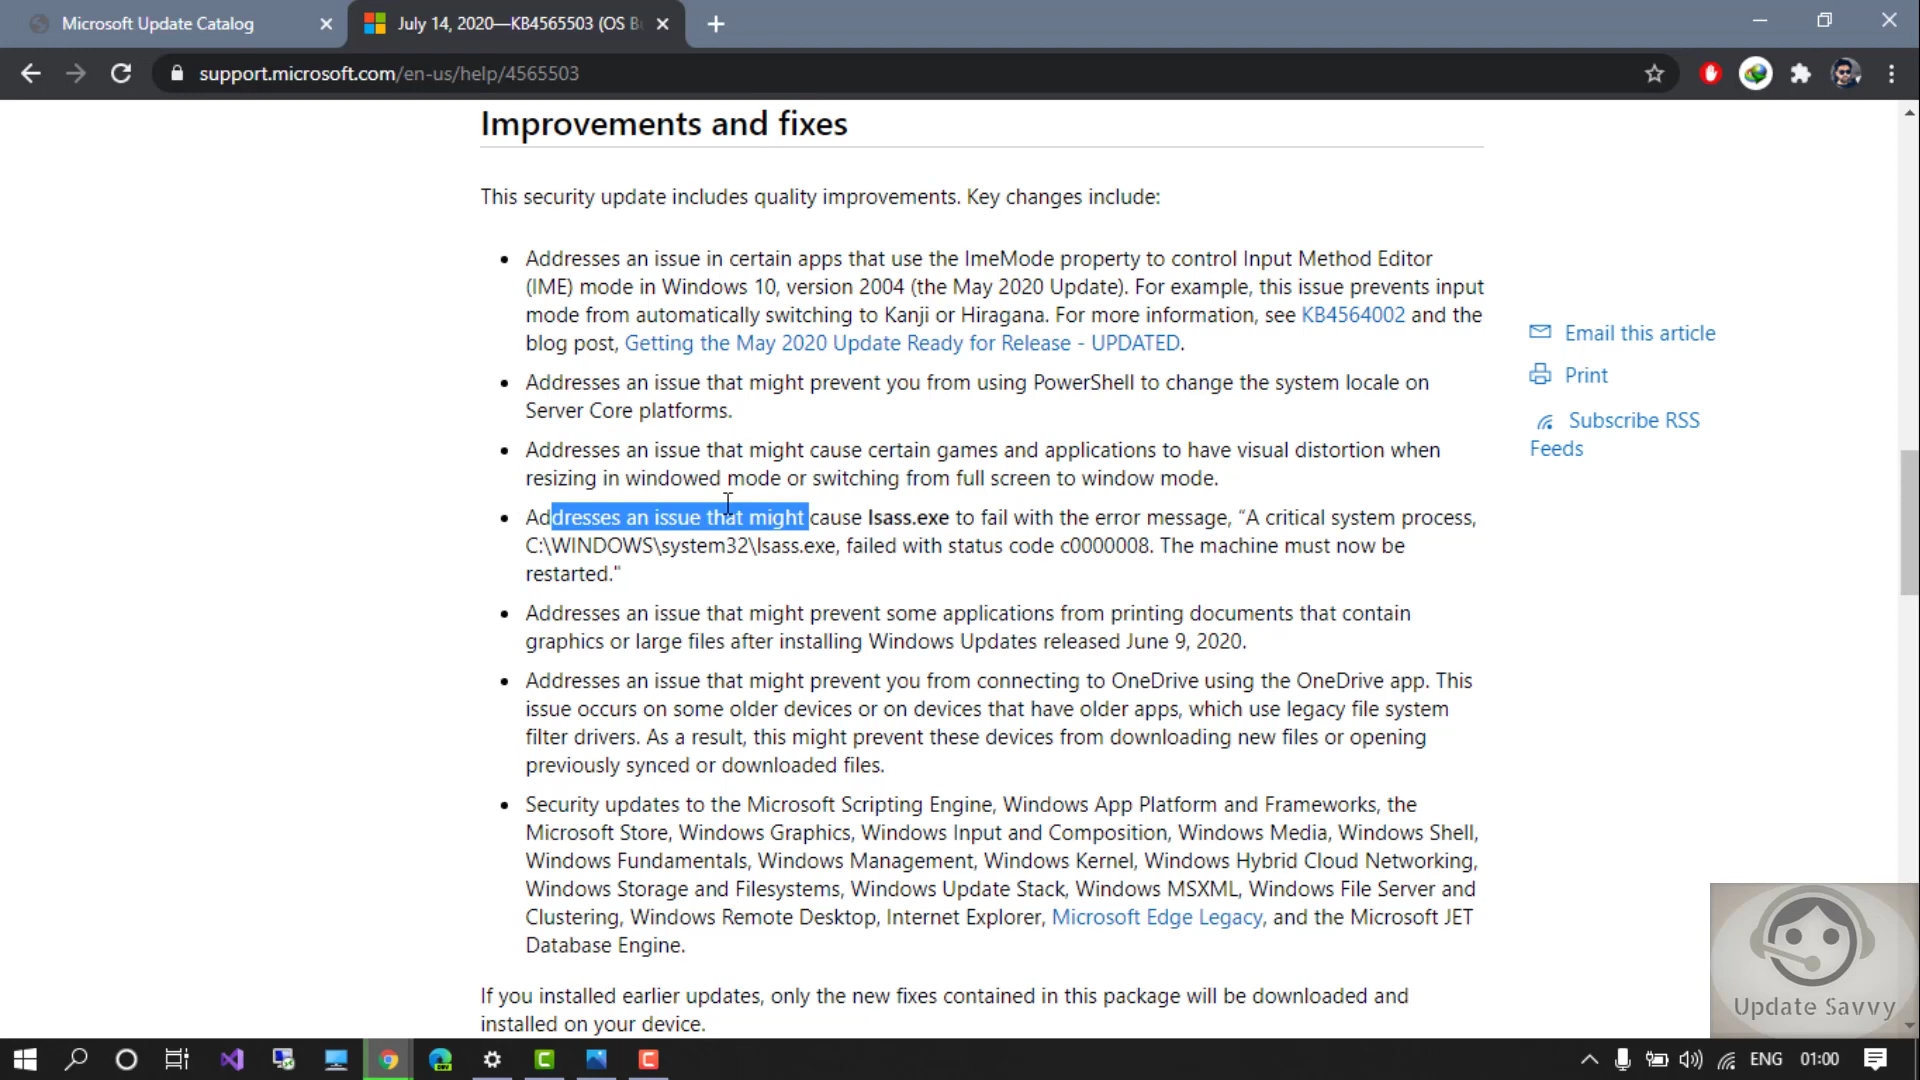 Microsoft Update Catalog
July 14, 2020—KB4565503 (OS B
support.microsoft.com/en-us/help/4565503
Improvements and fixes
This security update includes quality improvements. Key changes include:
• Addresses an issue in certain apps that use the ImeMode property to control Input Method Editor
(IME) mode in Windows 10, version 2004 (the May 2020 Update). For example, this issue prevents input
mode from automatically switching to Kanji or Hiragana. For more information, see KB4564002 and the
blog post, Getting the May 2020 Update Ready for Release - UPDATED.
• Addresses an issue that might prevent you from using PowerShell to change the system locale on
Server Core platforms.
• Addresses an issue that might cause certain games and applications to have visual distortion when
resizing in windowed mode or switching from full screen to window mode.
• Addresses an issue that might cause lsass.exe to fail with the error message, “A critical system process,
C:\WINDOWS\system32\lsass.exe, failed with status code c0000008. The machine must now be
restarted."
• Addresses an issue that might prevent some applications from printing documents that contain
graphics or large files after installing Windows Updates released June 9, 2020.
• Addresses an issue that might prevent you from connecting to OneDrive using the OneDrive app. This
issue occurs on some older devices or on devices that have older apps, which use legacy file system
filter drivers. As a result, this might prevent these devices from downloading new files or opening
previously synced or downloaded files.
• Security updates to the Microsoft Scripting Engine, Windows App Platform and Frameworks, the
Microsoft Store, Windows Graphics, Windows Input and Composition, Windows Media, Windows Shell,
Windows Fundamentals, Windows Management, Windows Kernel, Windows Hybrid Cloud Networking,
Windows Storage and Filesystems, Windows Update Stack, Windows MSXML, Windows File Server and
Clustering, Windows Remote Desktop, Internet Explorer, Microsoft Edge Legacy, and the Microsoft JET
Database Engine.
If you installed earlier updates, only the new fixes contained in this package will be downloaded and
installed on your device.
Email this article
Print
Subscribe RSS
Feeds
Update Savvy
DEV
ENG
01:00